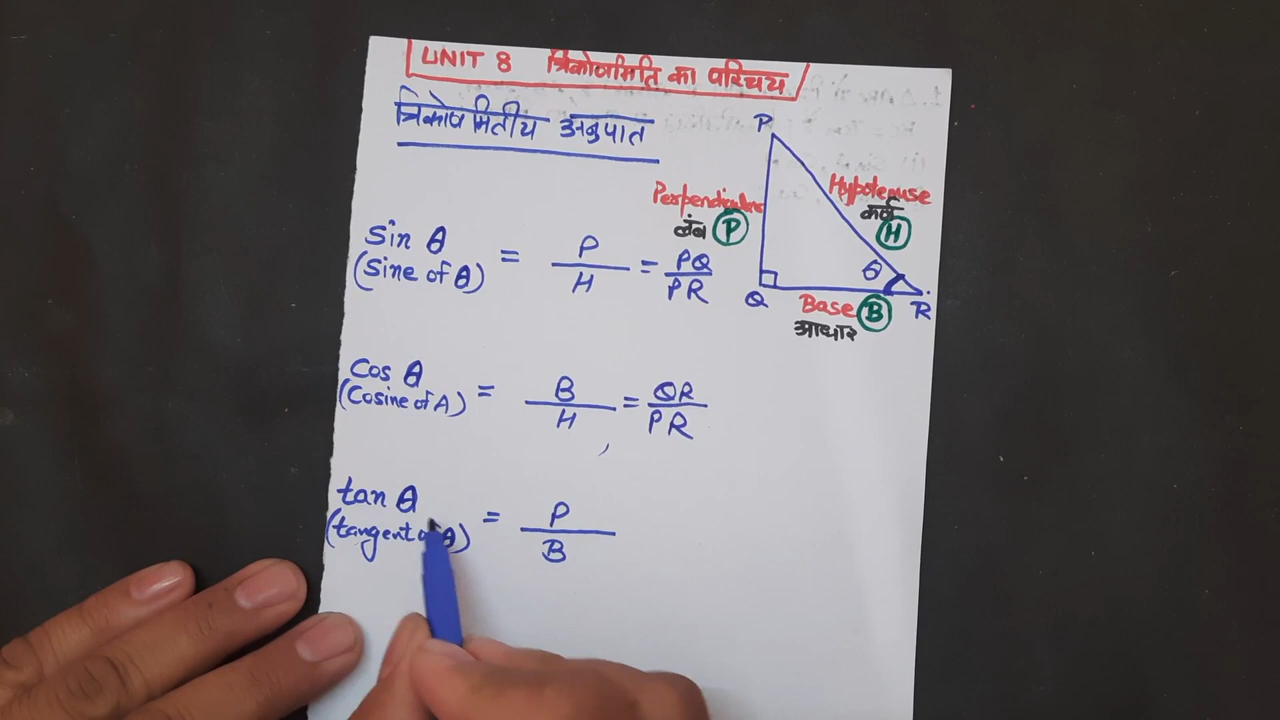 UNIT 8 त्रिकोणमिति का परिचय
त्रिकोणमितीय अनुपात
P
Perpendicular
लंब P
Hypotenuse
कर्ण
H
θ
Q
Base B
आधार
R
Sin θ
(Sine of θ)
= P/H = PQ/PR
Cos θ
(Cosine of A)
= B/H = QR/PR
tan θ
(tangent of θ)
= P/B